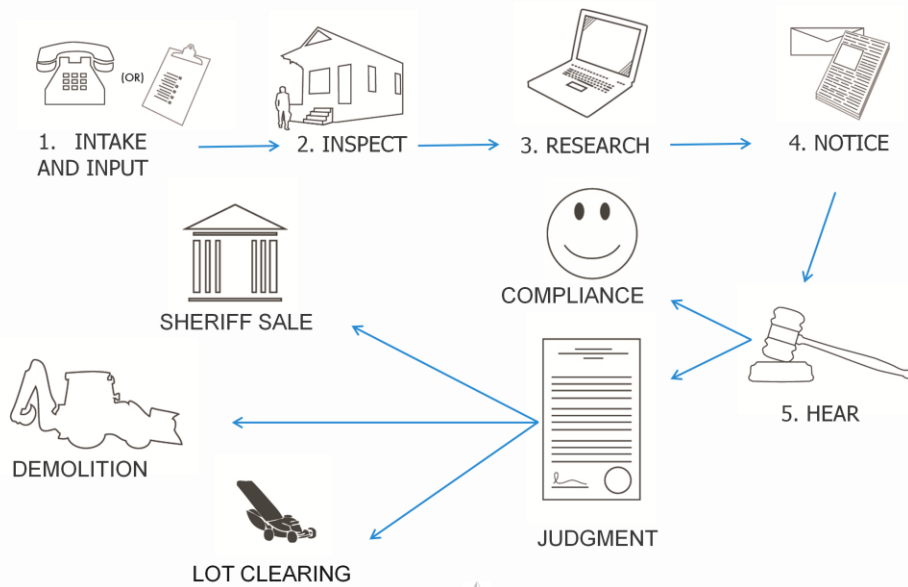 (OR)
1. INTAKE
AND INPUT
2. INSPECT
3. RESEARCH
4. NOTICE
SHERIFF SALE
COMPLIANCE
5. HEAR
DEMOLITION
JUDGMENT
LOT CLEARING